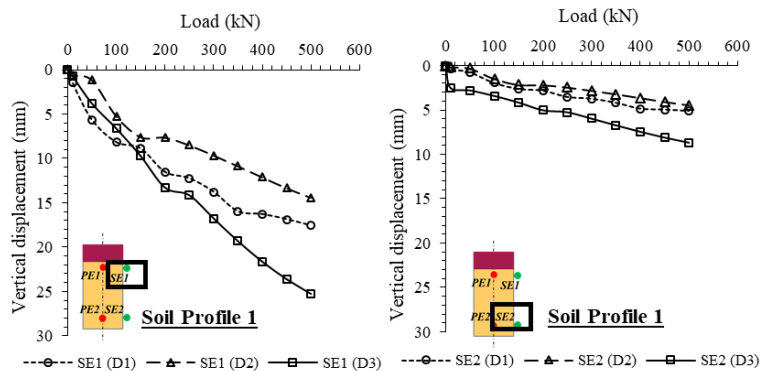 Load (kN)
0 100 200 300 400 500 600
0
5
10
15
20
25
30
Vertical displacement (mm)
PE1 SE1
PE2 SE2
Soil Profile 1
SE1 (D1) SE1 (D2) SE1 (D3)
Load (kN)
0 100 200 300 400 500 600
0
5
10
15
20
25
30
Vertical displacement (mm)
PE1 SE1
PE2 SE2
Soil Profile 1
SE2 (D1) SE2 (D2) SE2 (D3)